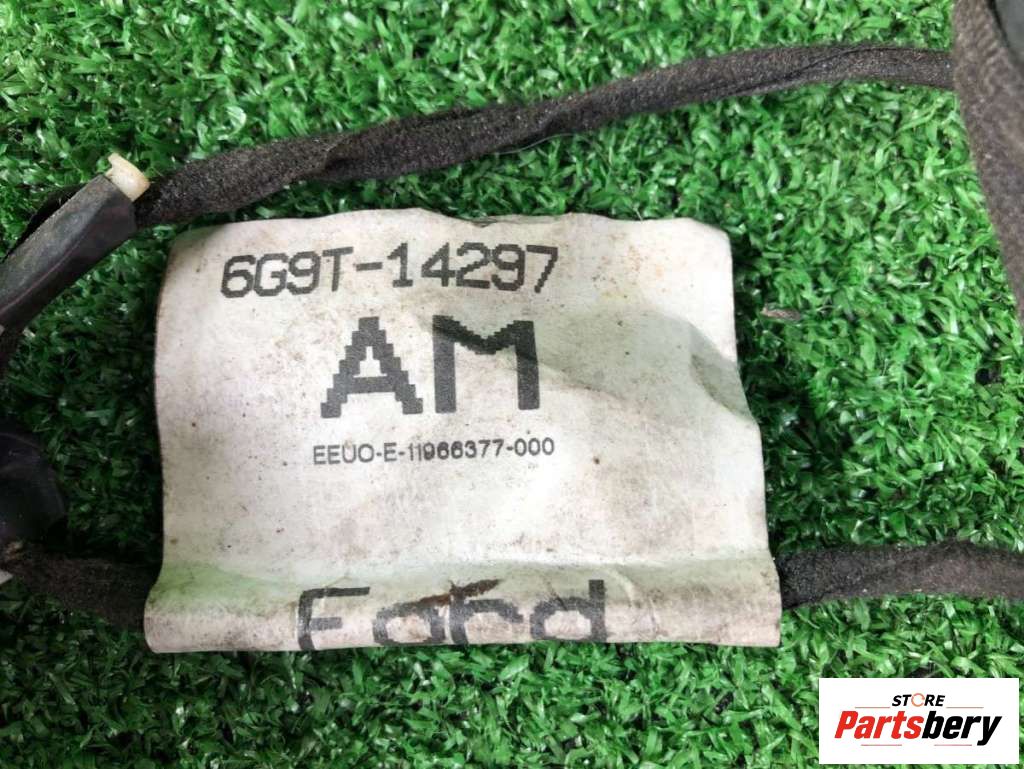 6G9T-14297
AM
EEUO-E-11966377-000
Ford
STORE
Partsbery